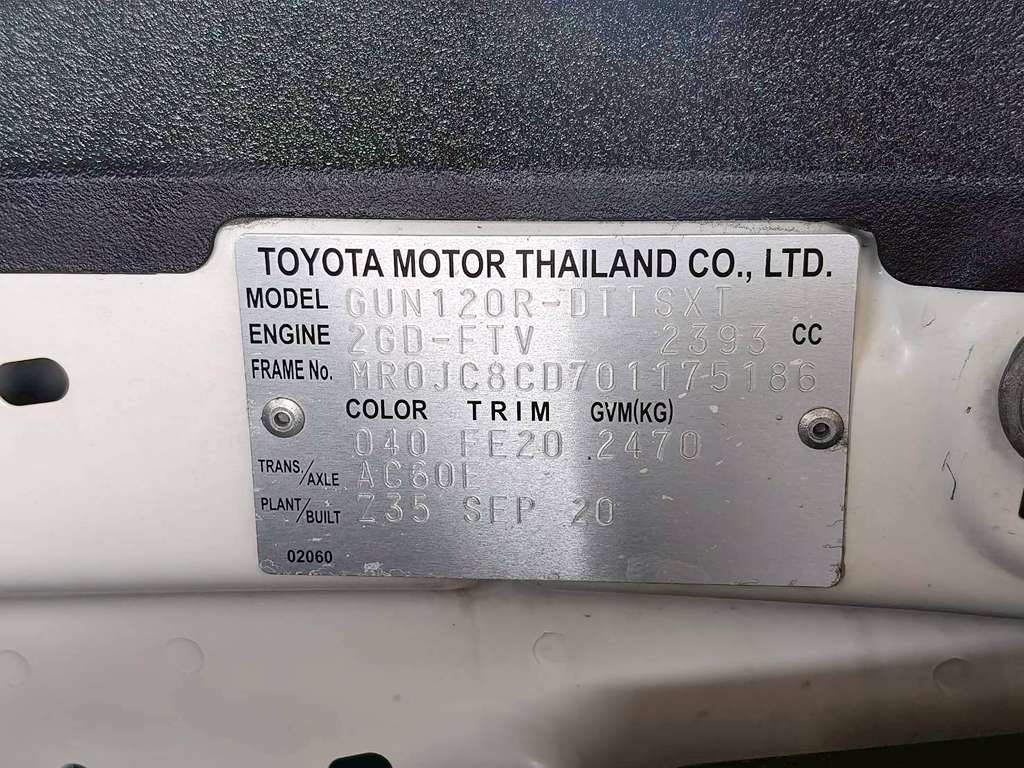 TOYOTA MOTOR THAILAND CO., LTD.
MODEL GUN120R-DTTSXT
ENGINE 2GD-FTV 2393 CC
FRAME No. MR0JC8CD701175186
COLOR TRIM GVM(KG)
040 FE20 2470
TRANS./AXLE AC60F
PLANT/BUILT Z35 SEP 20
02060